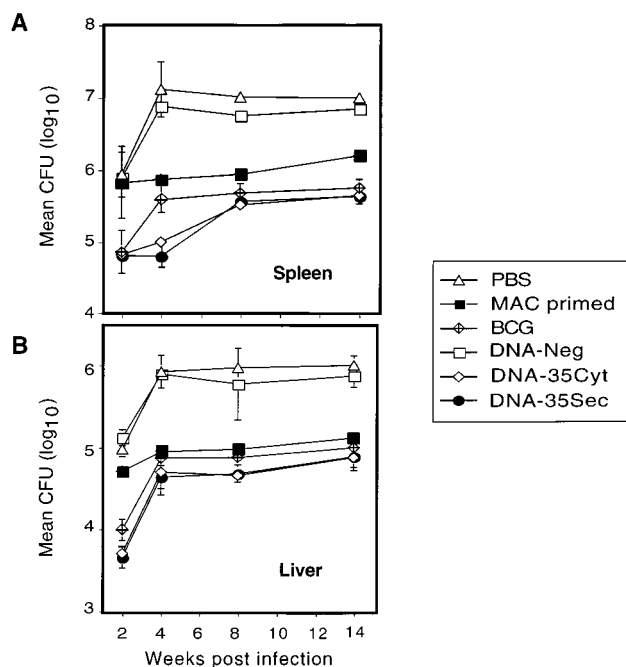 A
8
7
6
5
4
Mean CFU (log10)
Spleen
B
6
5
4
3
Mean CFU (log10)
Liver
2 4 6 8 10 12 14
Weeks post infection
PBS
MAC primed
BCG
DNA-Neg
DNA-35Cyt
DNA-35Sec